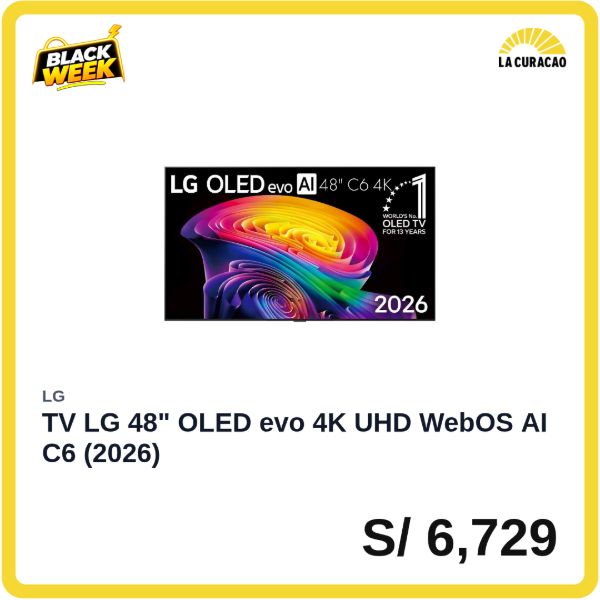 BLACK
WEEK
LA CURACAO
LG OLED evo AI 48" C6 4K
1
WORLD'S No.
OLED TV
FOR 13 YEARS
2026
LG
TV LG 48" OLED evo 4K UHD WebOS AI
C6 (2026)
S/ 6,729